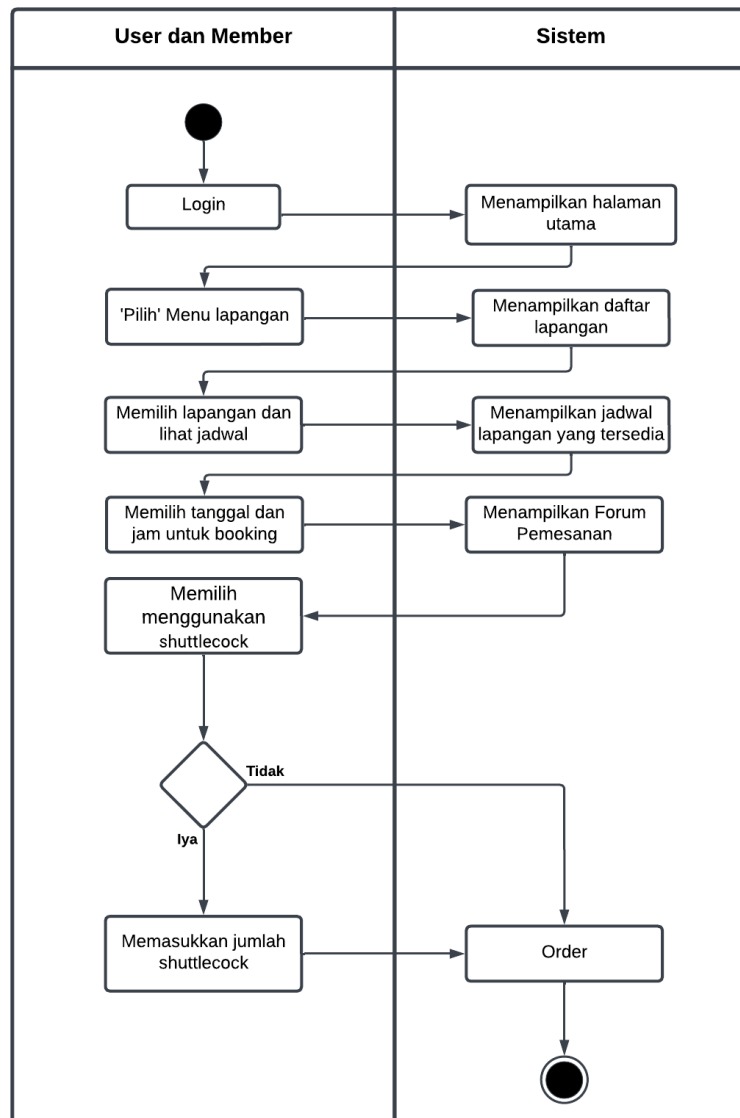 User dan Member
Sistem
Login
Menampilkan halaman
utama
'Pilih' Menu lapangan
Menampilkan daftar
lapangan
Memilih lapangan dan
lihat jadwal
Menampilkan jadwal
lapangan yang tersedia
Memilih tanggal dan
jam untuk booking
Menampilkan Forum
Pemesanan
Memilih
menggunakan
shuttlecock
Tidak
Iya
Memasukkan jumlah
shuttlecock
Order